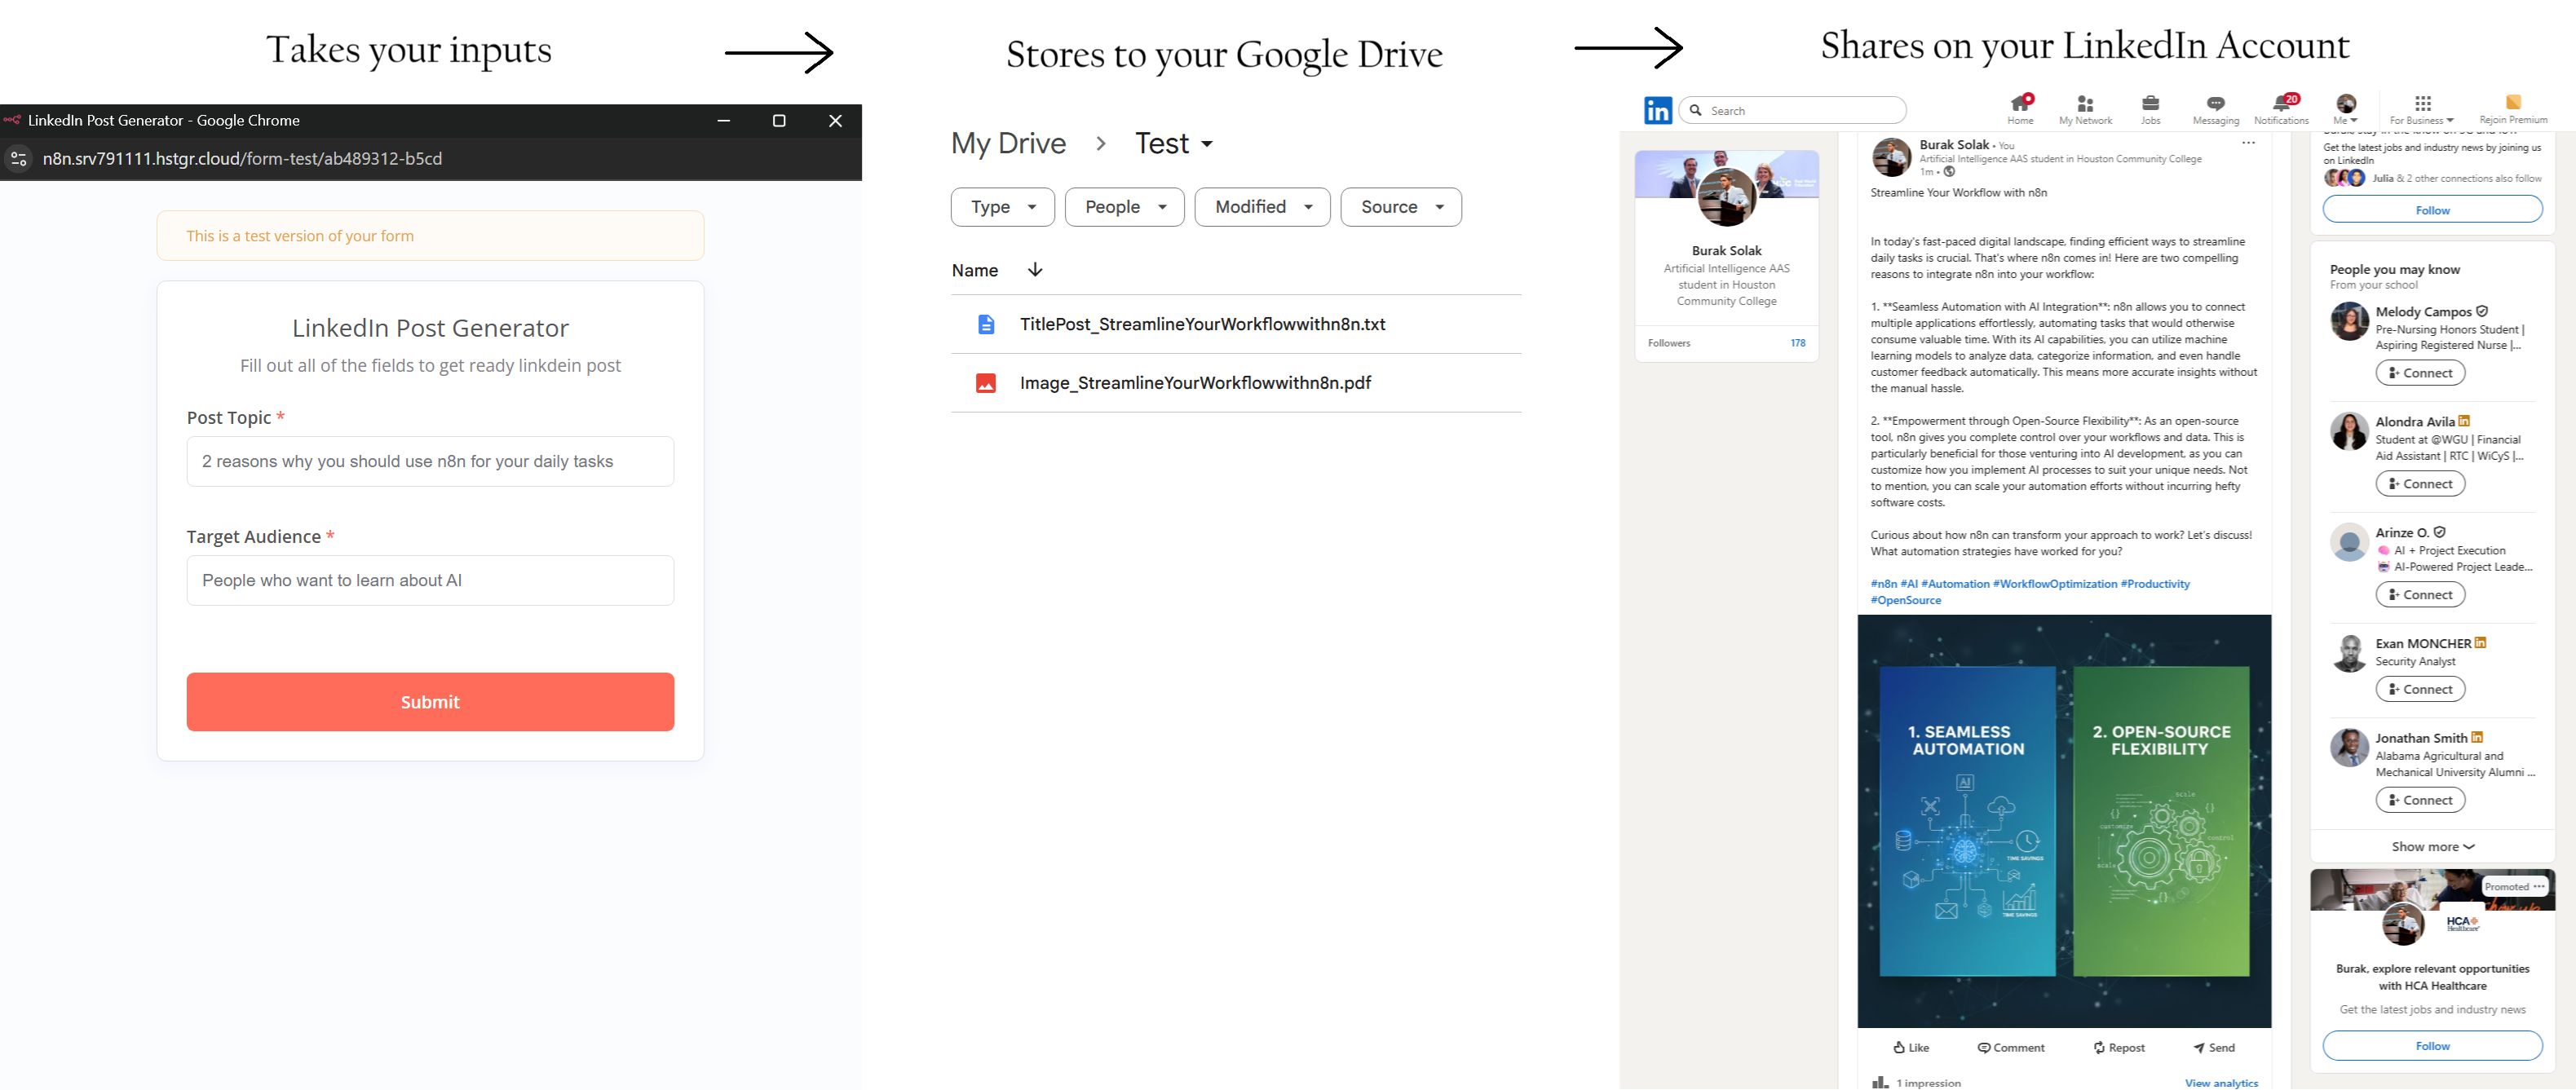 Takes your inputs
Stores to your Google Drive
Shares on your LinkedIn Account
LinkedIn Post Generator - Google Chrome
n8n.srv791111.hstgr.cloud/form-test/ab489312-b5cd
This is a test version of your form
LinkedIn Post Generator
Fill out all of the fields to get ready linkdein post
Post Topic *
2 reasons why you should use n8n for your daily tasks
Target Audience *
People who want to learn about AI
Submit
My Drive > Test
Type
People
Modified
Source
Name
TitlePost_StreamlineYourWorkflowwithn8n.txt
Image_StreamlineYourWorkflowwithn8n.pdf
in
Search
Home
My Network
Jobs
Messaging
20
Notifications
Me
For Business
Rejoin Premium
Burak Solak
Artificial Intelligence AAS
student in Houston
Community College
Followers 178
Burak Solak • You
Artificial Intelligence AAS student in Houston Community College
1m •
Streamline Your Workflow with n8n
In today's fast-paced digital landscape, finding efficient ways to streamline
daily tasks is crucial. That's where n8n comes in! Here are two compelling
reasons to integrate n8n into your workflow:
1. **Seamless Automation with AI Integration**: n8n allows you to connect
multiple applications effortlessly, automating tasks that would otherwise
consume valuable time. With its AI capabilities, you can utilize machine
learning models to analyze data, categorize information, and even handle
customer feedback automatically. This means more accurate insights without
the manual hassle.
2. **Empowerment through Open-Source Flexibility**: As an open-source
tool, n8n gives you complete control over your workflows and data. This is
particularly beneficial for those venturing into AI development, as you can
customize how you implement AI processes to suit your unique needs. Not
to mention, you can scale your automation efforts without incurring hefty
software costs.
Curious about how n8n can transform your approach to work? Let's discuss!
What automation strategies have worked for you?
#n8n #AI #Automation #WorkflowOptimization #Productivity
#OpenSource
1. SEAMLESS
AUTOMATION
AI
TIME SAVINGS
TIME SAVINGS
2. OPEN-SOURCE
FLEXIBILITY
scale
customize
control
scale
Like
Comment
Repost
Send
1 impression
View analytics
Get the latest jobs and industry news by joining us
on LinkedIn
Julia & 2 other connections also follow
Follow
People you may know
From your school
Melody Campos
Pre-Nursing Honors Student |
Aspiring Registered Nurse |...
Connect
Alondra Avila
Student at @WGU | Financial
Aid Assistant | RTC | WiCyS |...
Connect
Arinze O.
AI + Project Execution
AI-Powered Project Leade...
Connect
Exan MONCHER
Security Analyst
Connect
Jonathan Smith
Alabama Agricultural and
Mechanical University Alumni ...
Connect
Show more
Promoted
HCA
Healthcare
Burak, explore relevant opportunities
with HCA Healthcare
Get the latest jobs and industry news
Follow